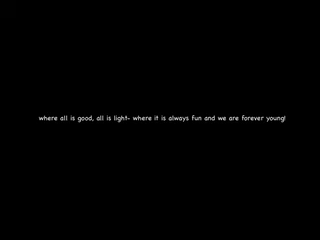 where all is good, all is light- where it is always fun and we are forever young!